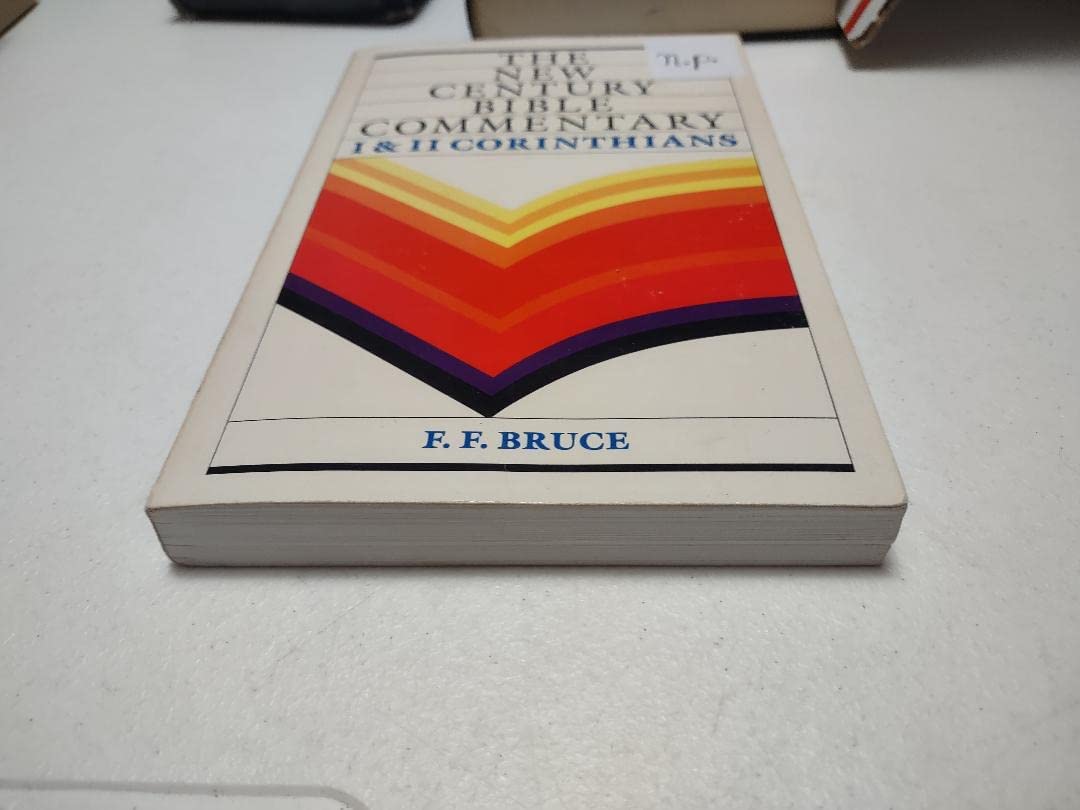 n.p.
THE
NEW
CENTURY
BIBLE
COMMENTARY
I & II CORINTHIANS
F. F. BRUCE